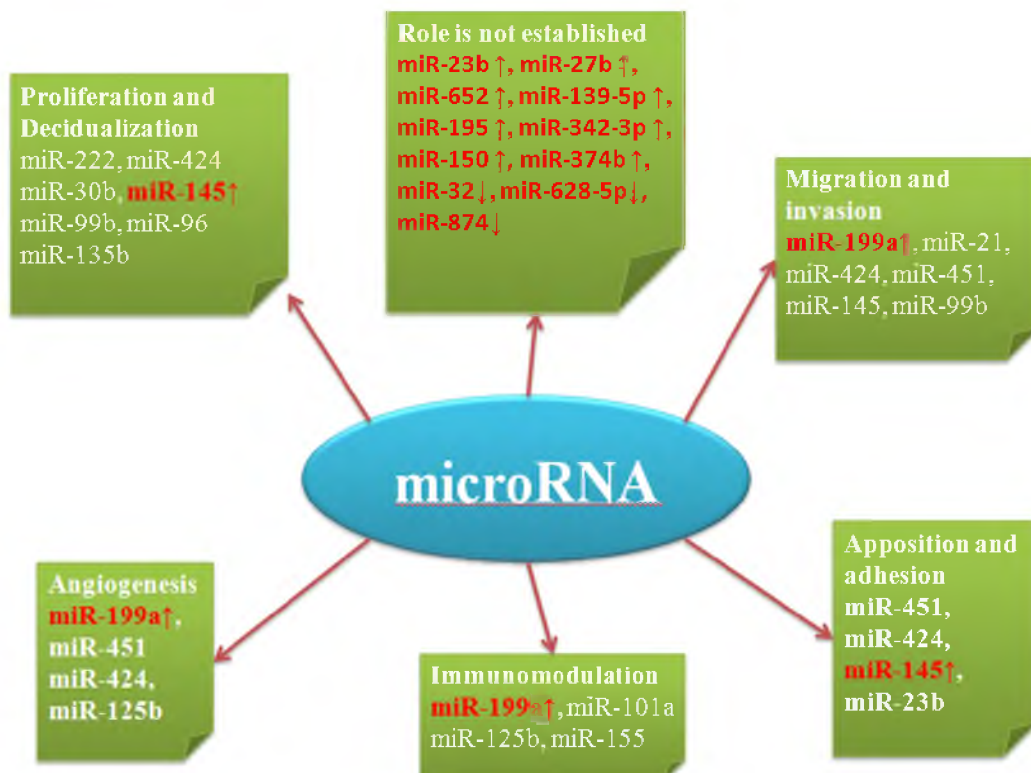 Role is not established
miR-23b ↑, miR-27b ↑,
miR-652 ↑, miR-139-5p ↑,
miR-195 ↑, miR-342-3p ↑,
miR-150 ↑, miR-374b ↑,
miR-32 ↓, miR-628-5p↓,
miR-874 ↓
Proliferation and
Decidualization
miR-222, miR-424
miR-30b, miR-145↑
miR-99b, miR-96
miR-135b
Migration and
invasion
miR-199a↑, miR-21,
miR-424, miR-451,
miR-145, miR-99b
microRNA
Angiogenesis
miR-199a↑,
miR-451
miR-424,
miR-125b
Immunomodulation
miR-199a↑, miR-101a
miR-125b, miR-155
Apposition and
adhesion
miR-451,
miR-424,
miR-145↑,
miR-23b